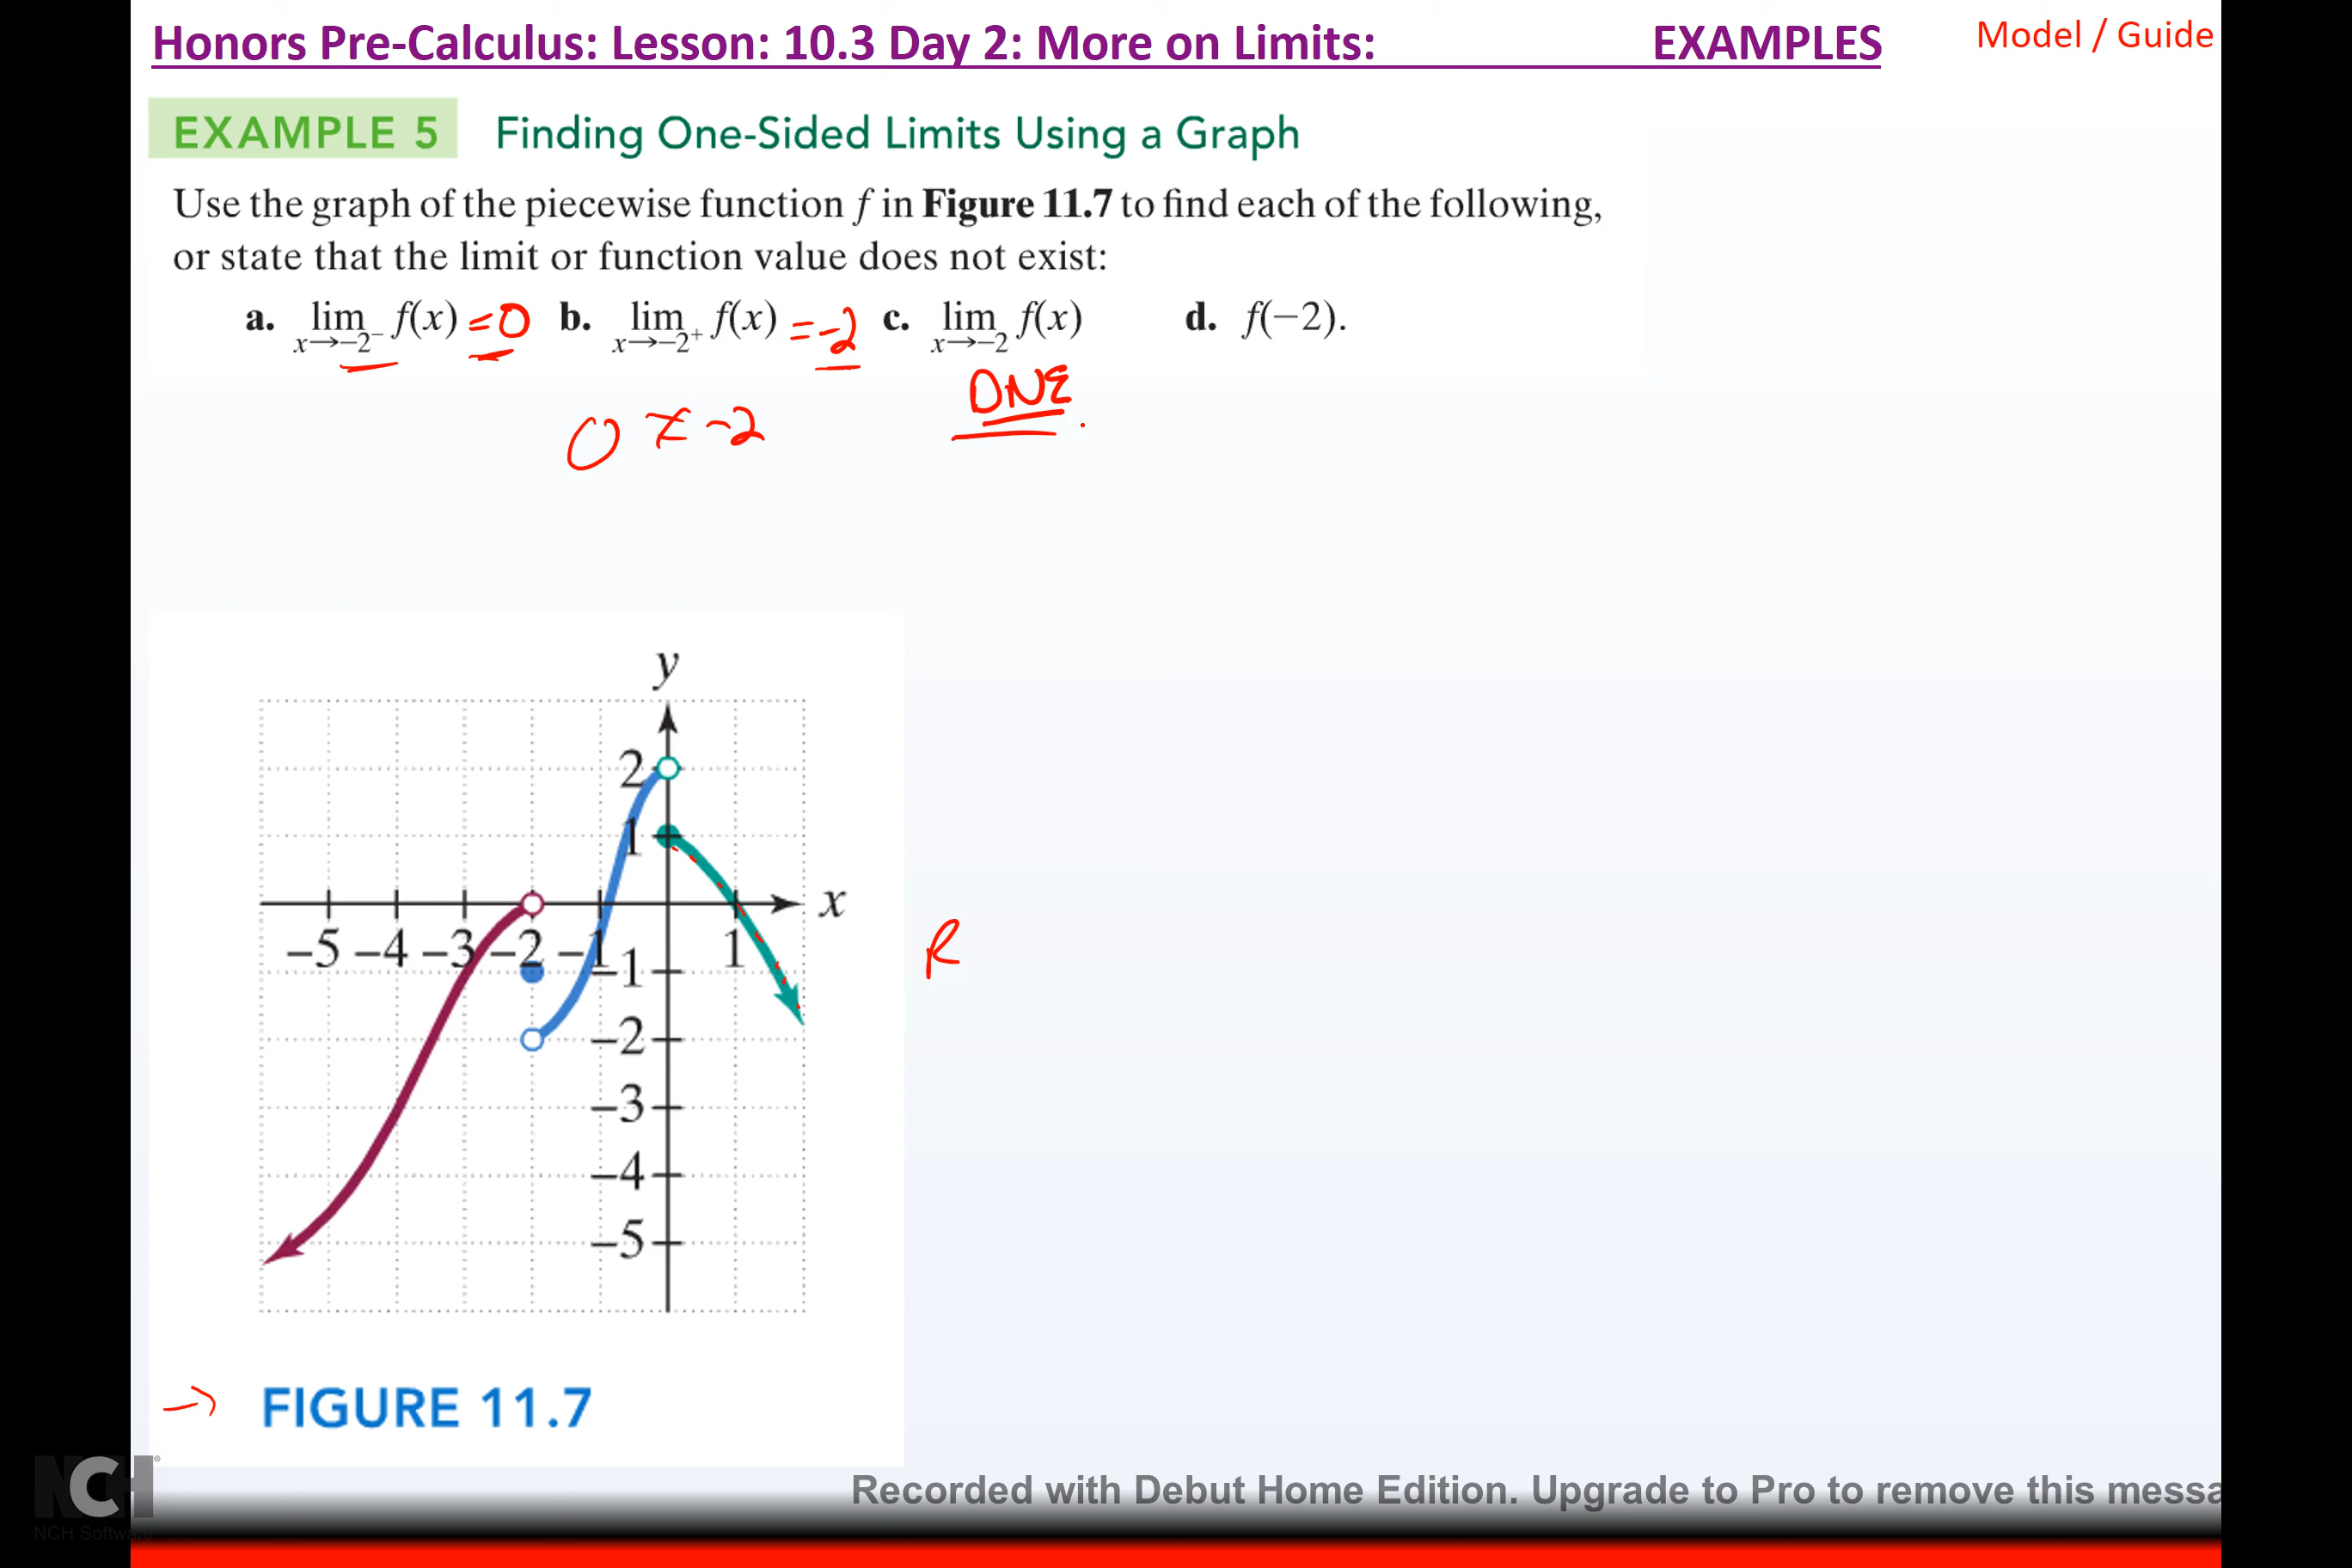 Honors Pre-Calculus: Lesson: 10.3 Day 2: More on Limits: EXAMPLES Model / Guide
EXAMPLE 5 Finding One-Sided Limits Using a Graph
Use the graph of the piecewise function f in Figure 11.7 to find each of the following,
or state that the limit or function value does not exist:
a. lim x→−2⁻ f(x) = 0 b. lim x→−2⁺ f(x) = −2 c. lim x→−2 f(x) d. f(−2).
DNE.
0 ≠ −2
y
2
1
x
−5 −4 −3 −2 −1 1
−1
R
−2
−3
−4
−5
→ FIGURE 11.7
NCH®
NCH Software
Recorded with Debut Home Edition. Upgrade to Pro to remove this messa